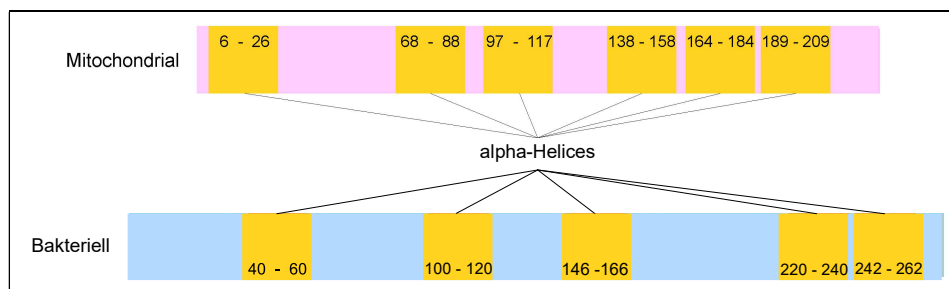 6 - 26 68 - 88 97 - 117 138 - 158 164 - 184 189 - 209
Mitochondrial
alpha-Helices
Bakteriell
40 - 60 100 - 120 146 -166 220 - 240 242 - 262